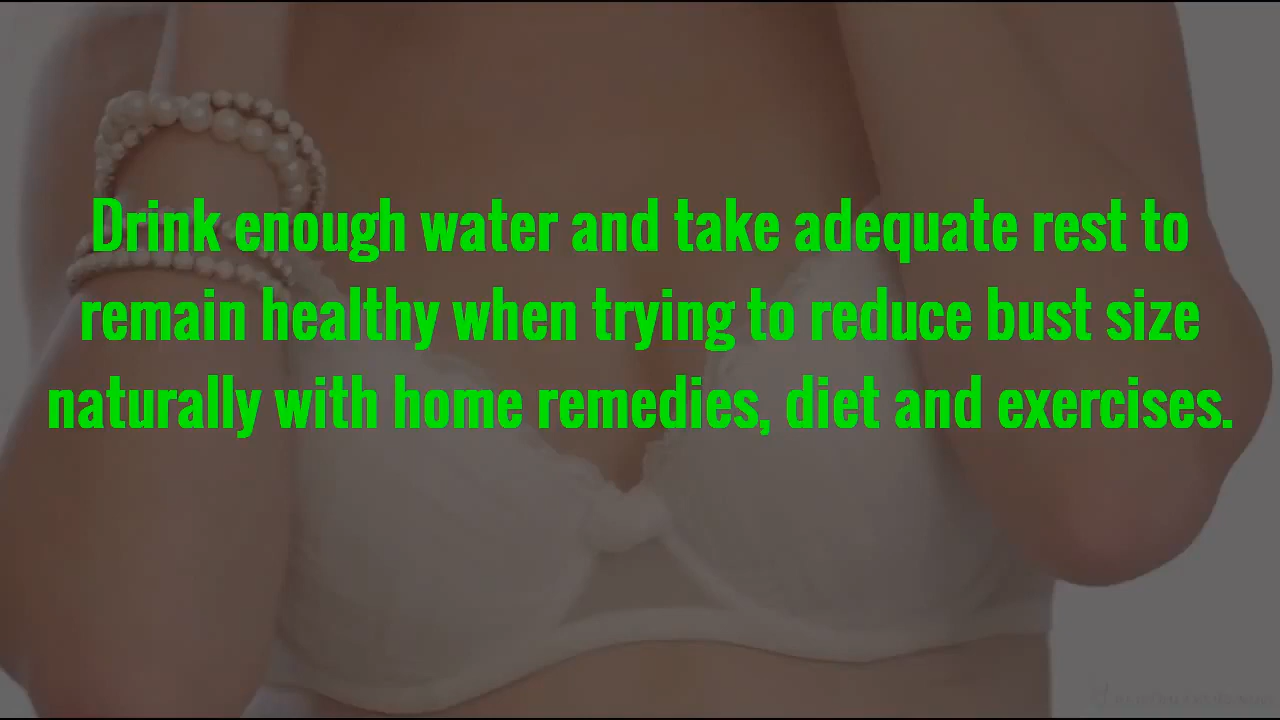 Drink enough water and take adequate rest to
remain healthy when trying to reduce bust size
naturally with home remedies, diet and exercises.